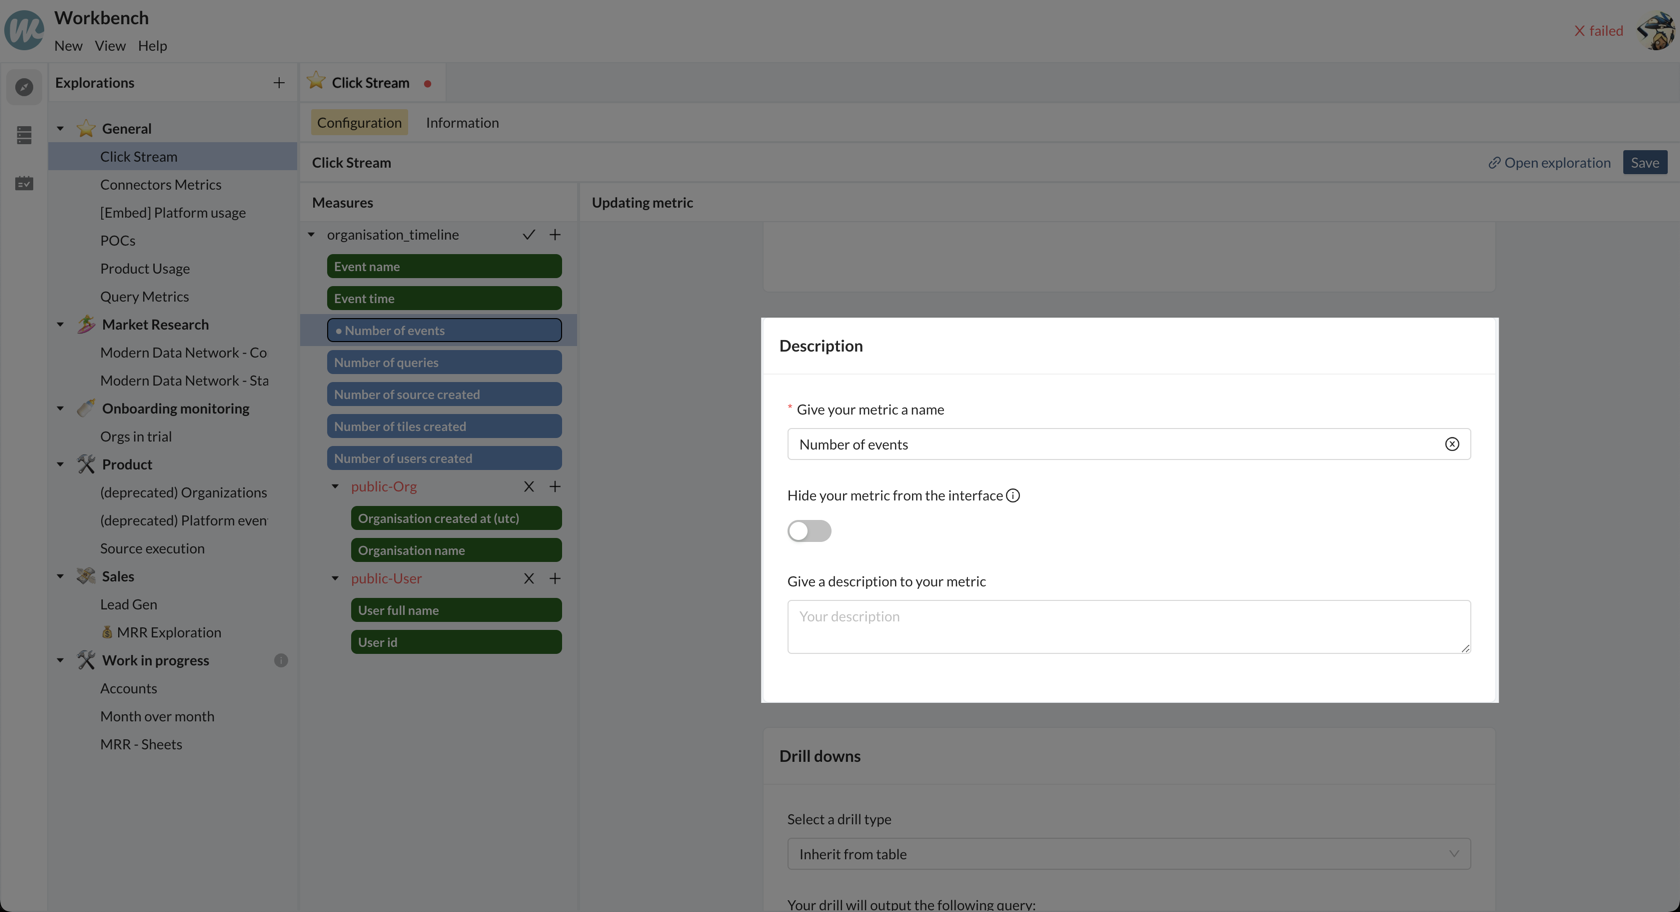 Workbench
New View Help
X failed
Explorations
Click Stream
General
Click Stream
Connectors Metrics
[Embed] Platform usage
POCs
Product Usage
Query Metrics
Market Research
Modern Data Network - Co
Modern Data Network - Sta
Onboarding monitoring
Orgs in trial
Product
(deprecated) Organizations
(deprecated) Platform even
Source execution
Sales
Lead Gen
MRR Exploration
Work in progress
Accounts
Month over month
MRR - Sheets
Configuration Information
Click Stream
Open exploration Save
Measures
organisation_timeline
Event name
Event time
• Number of events
Number of queries
Number of source created
Number of tiles created
Number of users created
public-Org
Organisation created at (utc)
Organisation name
public-User
User full name
User id
Updating metric
Description
* Give your metric a name
Number of events
Hide your metric from the interface
Give a description to your metric
Your description
Drill downs
Select a drill type
Inherit from table
Your drill will output the following query: